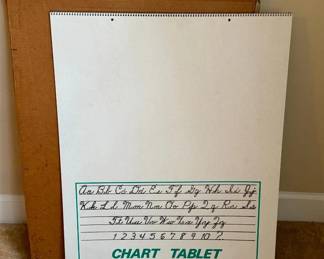 Aa Bb Cc Dd Ee Ff Gg Hh Ii Jj
Kk Ll Mm Nn Oo Pp Qq Rr Ss
Tt Uu Vv Ww Xx Yy Zz
1 2 3 4 5 6 7 8 9 10 ?
CHART TABLET